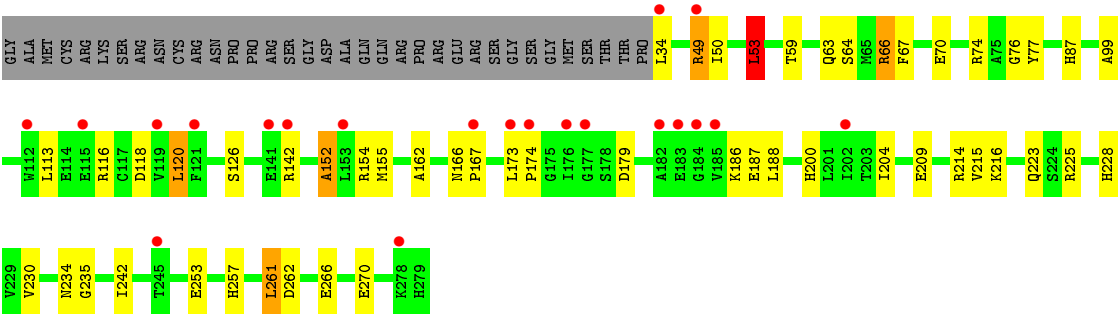 GLY ALA MET CYS ARG LYS SER ARG ASN CYS ARG ASN PRO PRO ARG SER GLY ASP ALA GLN GLN ARG PRO ARG GLU ARG SER GLY SER GLY MET SER THR THR PRO L34 R49 I50 L53 T59 Q63 S64 M65 R66 F67 E70 R74 A75 G76 Y77 H87 A99
W112 L113 E114 E115 R116 C117 D118 V119 L120 F121 S126 E141 R142 A152 L153 R154 M155 A162 N166 P167 L173 P174 G175 I176 G177 S178 D179 A182 E183 G184 V185 K186 E187 L188 H200 L201 I202 T203 I204 E209 R214 V215 K216 Q223 S224 R225 H228
V229 V230 N234 G235 I242 T245 E253 H257 L261 D262 E266 E270 K278 H279